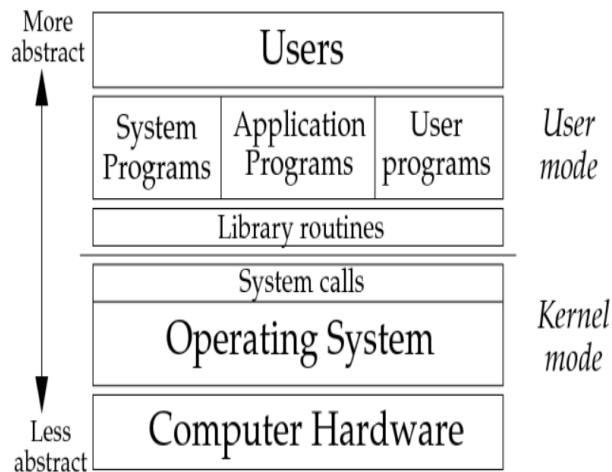 More
abstract
Users
System
Programs
Application
Programs
User
programs
User
mode
Library routines
System calls
Operating System
Kernel
mode
Computer Hardware
Less
abstract